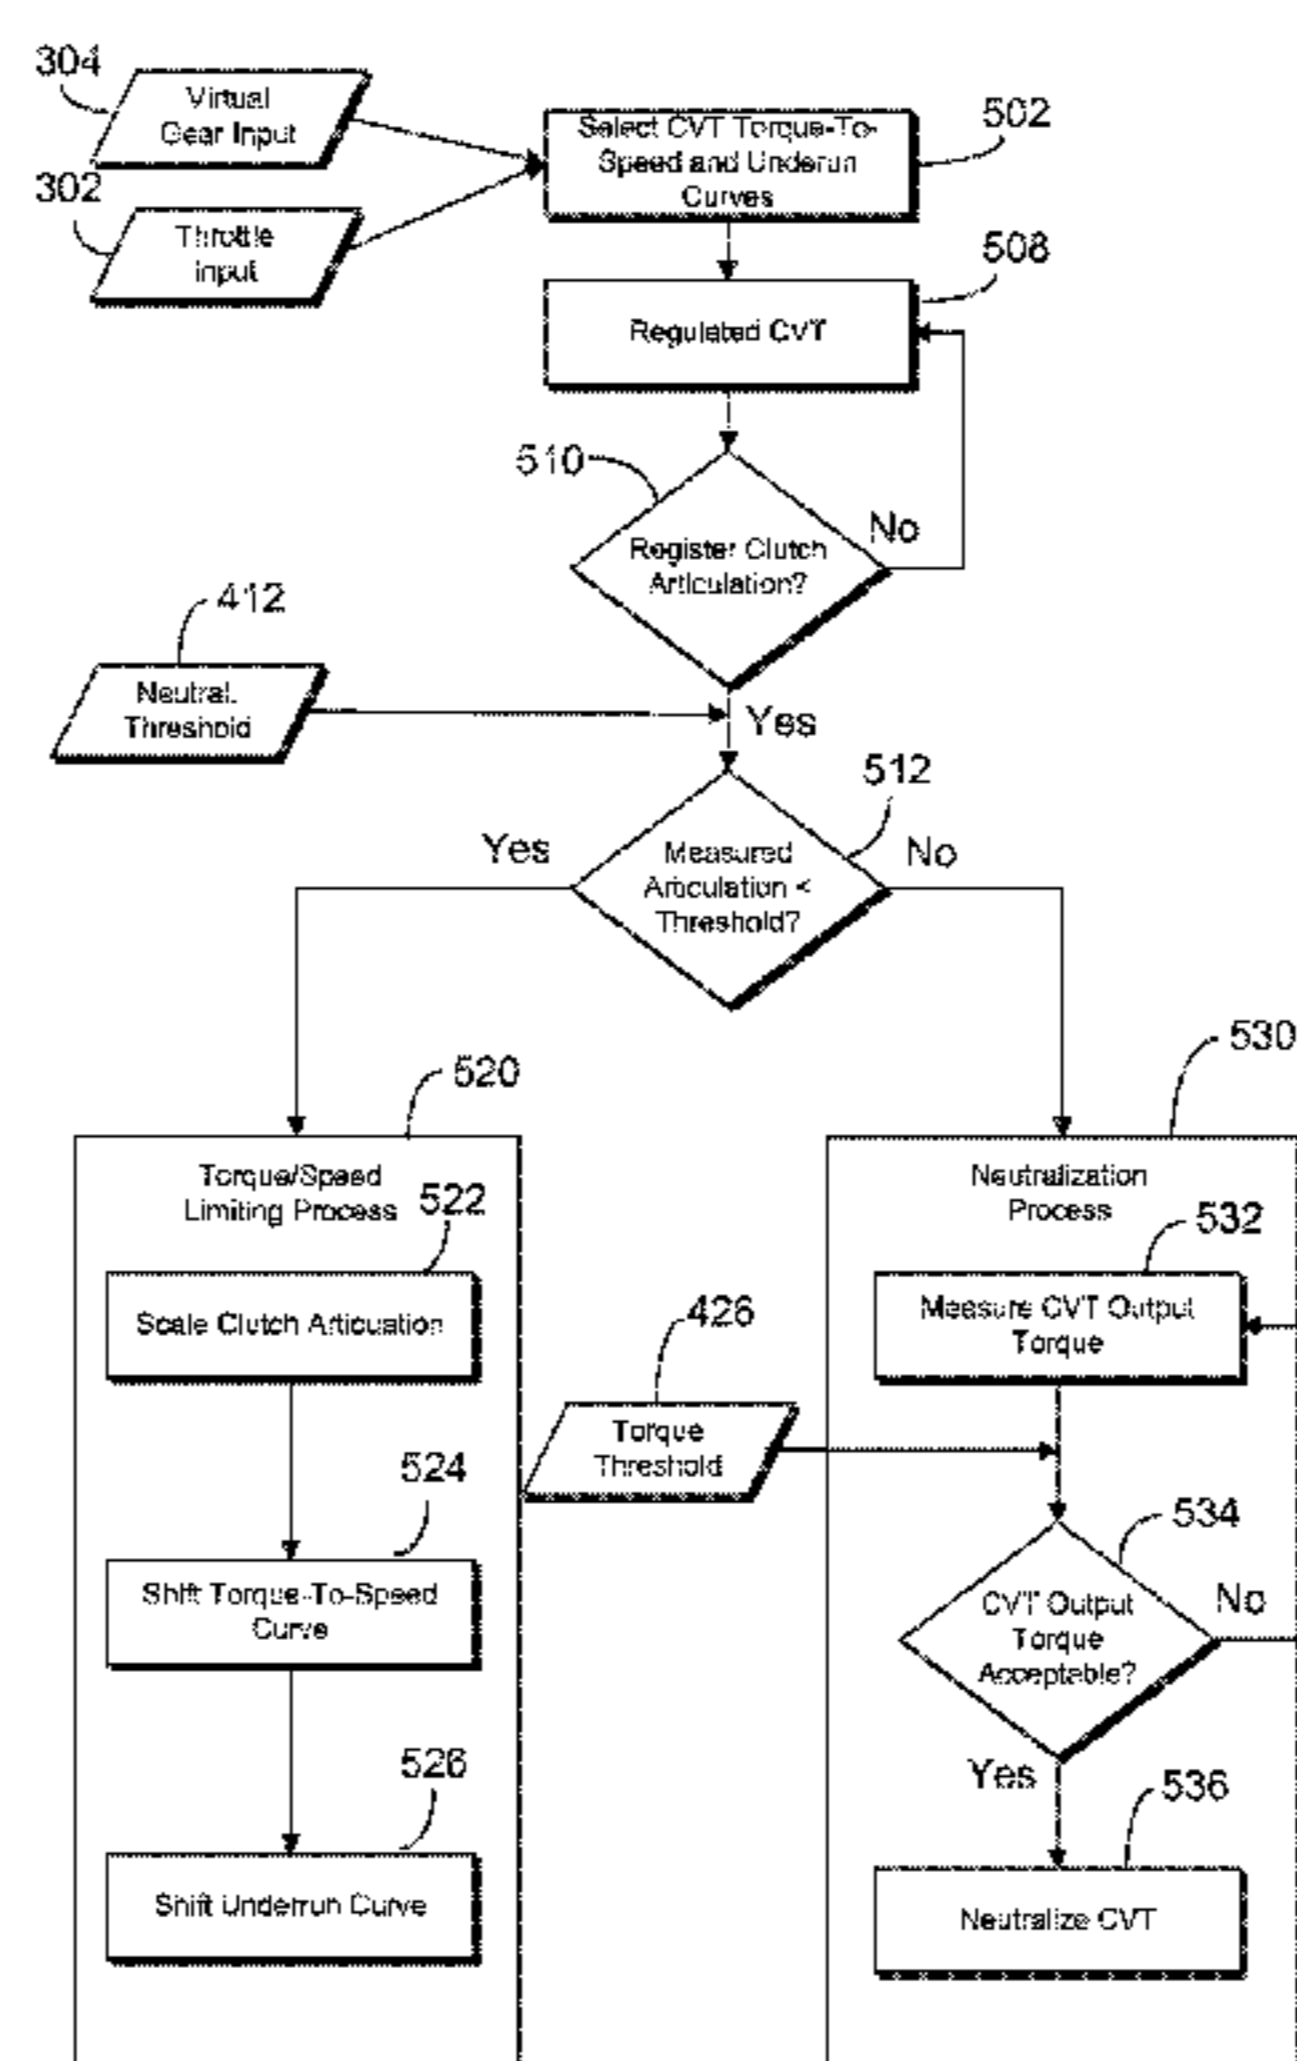 304
Virtual
Gear Input
302
Throttle
Input
Select CVT Torque-To-
Speed and Underun
Curves
502
508
Regulated CVT
510
Register Clutch
Articulation?
No
412
Neutral
Threshold
Yes
512
Measured
Articulation <
Threshold?
Yes
No
520
Torque/Speed
Limiting Process
522
Scale Clutch Articuation
524
Shift Torque-To-Speed
Curve
526
Shift Underrun Curve
530
Neutralization
Process
532
Measure CVT Output
Torque
426
Torque
Threshold
534
CVT Output
Torque
Acceptable?
No
Yes
536
Neutralize CVT